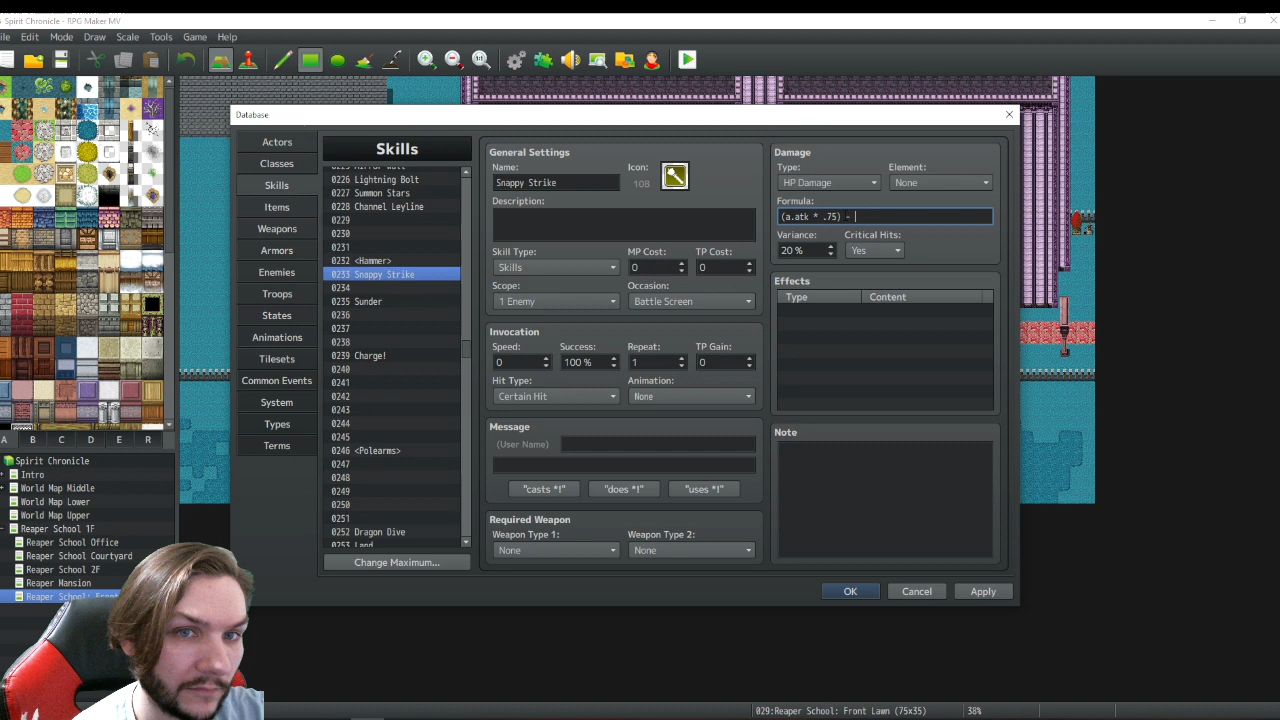 Spirit Chronicle - RPG Maker MV
ile Edit Mode Draw Scale Tools Game Help
Database
Actors
Classes
Skills
Items
Weapons
Armors
Enemies
Troops
States
Animations
Tilesets
Common Events
System
Types
Terms
Skills
0226 Lightning Bolt
0227 Summon Stars
0228 Channel Leyline
0229
0230
0231
0232 <Hammer>
0233 Snappy Strike
0234
0235 Sunder
0236
0237
0238
0239 Charge!
0240
0241
0242
0243
0244
0245
0246 <Polearms>
0247
0248
0249
0250
0251
0252 Dragon Dive
0253 Land
Change Maximum...
General Settings
Name:
Icon:
Snappy Strike
108
Description:
Skill Type:
MP Cost:
TP Cost:
Skills
0
0
Scope:
Occasion:
1 Enemy
Battle Screen
Invocation
Speed:
Success:
Repeat:
TP Gain:
0
100 %
1
0
Hit Type:
Animation:
Certain Hit
None
Message
(User Name)
"casts *!"
"does *!"
"uses *!"
Required Weapon
Weapon Type 1:
Weapon Type 2:
None
None
Damage
Type:
Element:
HP Damage
None
Formula:
(a.atk * .75) -
Variance:
Critical Hits:
20 %
Yes
Effects
Type
Content
Note
OK
Cancel
Apply
A B C D E R
Spirit Chronicle
Intro
World Map Middle
World Map Lower
World Map Upper
Reaper School 1F
Reaper School Office
Reaper School Courtyard
Reaper School 2F
Reaper Mansion
Reaper School: Front
029:Reaper School: Front Lawn (75x35)
38%